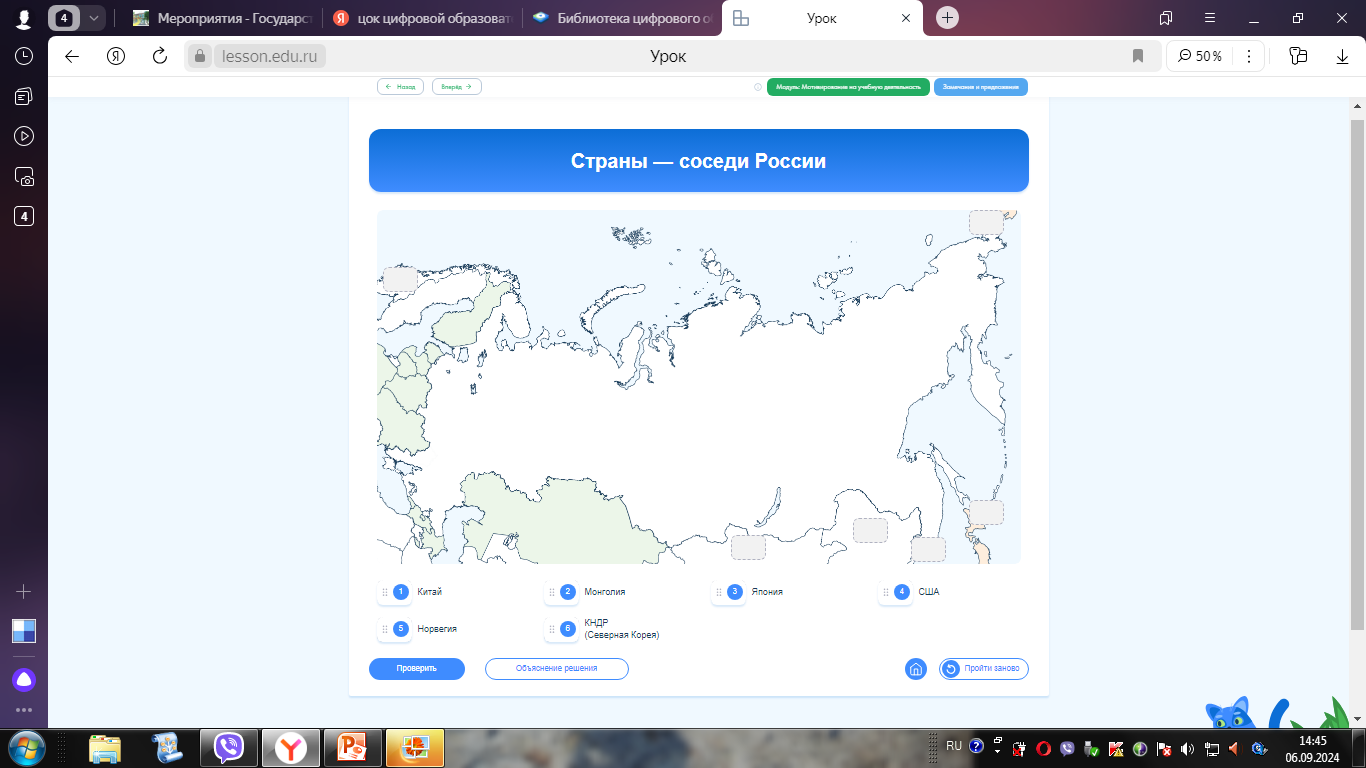 4
Мероприятия - Государст
цок цифровой образоват
Библиотека цифрового о
Урок
lesson.edu.ru
Урок
50 %
4
Назад
Вперёд
Модуль: Мотивирование на учебную деятельность
Замечания и предложения
Страны — соседи России
1 Китай
2 Монголия
3 Япония
4 США
5 Норвегия
6 КНДР
(Северная Корея)
Проверить
Объяснение решения
Пройти заново
RU
14:45
06.09.2024